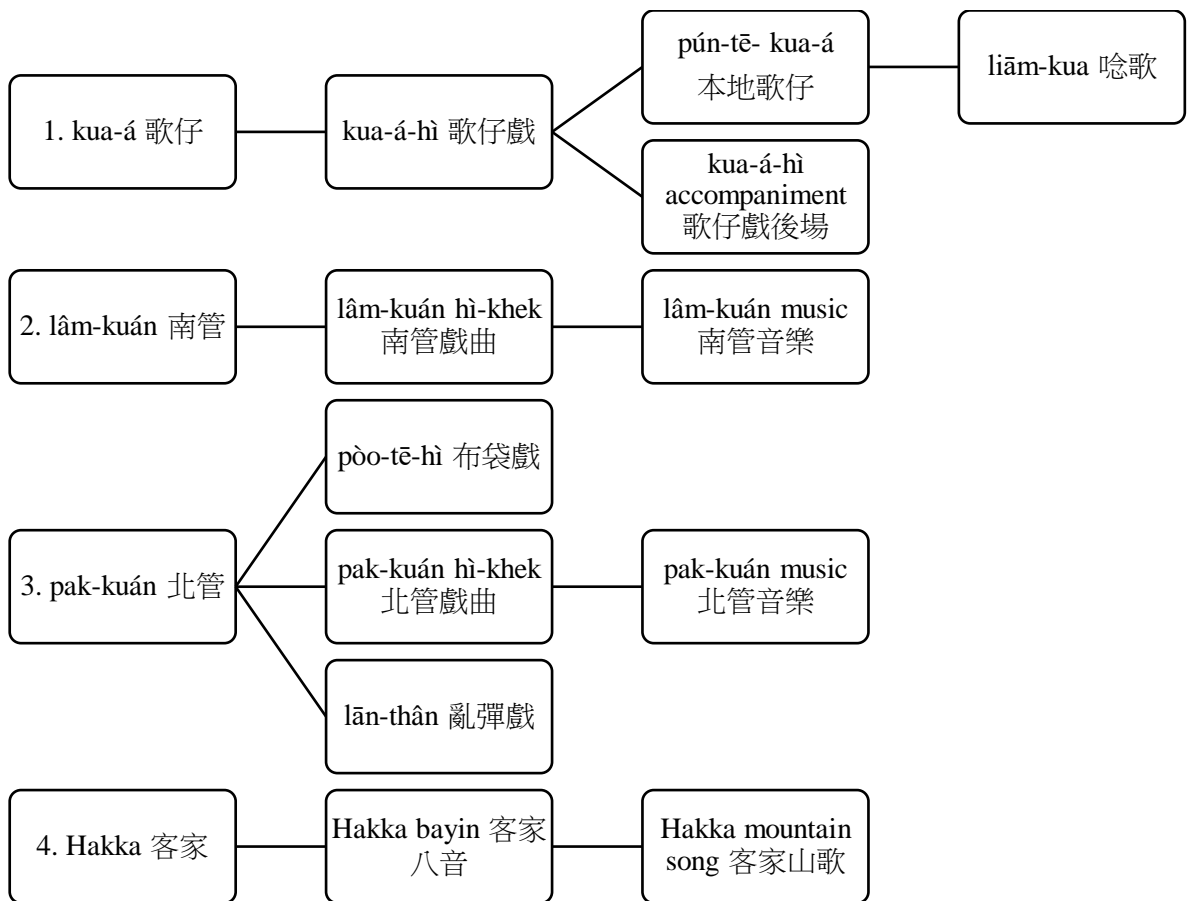 1. kua-á 歌仔
kua-á-hì 歌仔戲
pún-tē- kua-á
本地歌仔
liām-kua 唸歌
kua-á-hì
accompaniment
歌仔戲後場
2. lâm-kuán 南管
lâm-kuán hì-khek
南管戲曲
lâm-kuán music
南管音樂
3. pak-kuán 北管
pòo-tē-hì 布袋戲
pak-kuán hì-khek
北管戲曲
pak-kuán music
北管音樂
lān-thân 亂彈戲
4. Hakka 客家
Hakka bayin 客家
八音
Hakka mountain
song 客家山歌